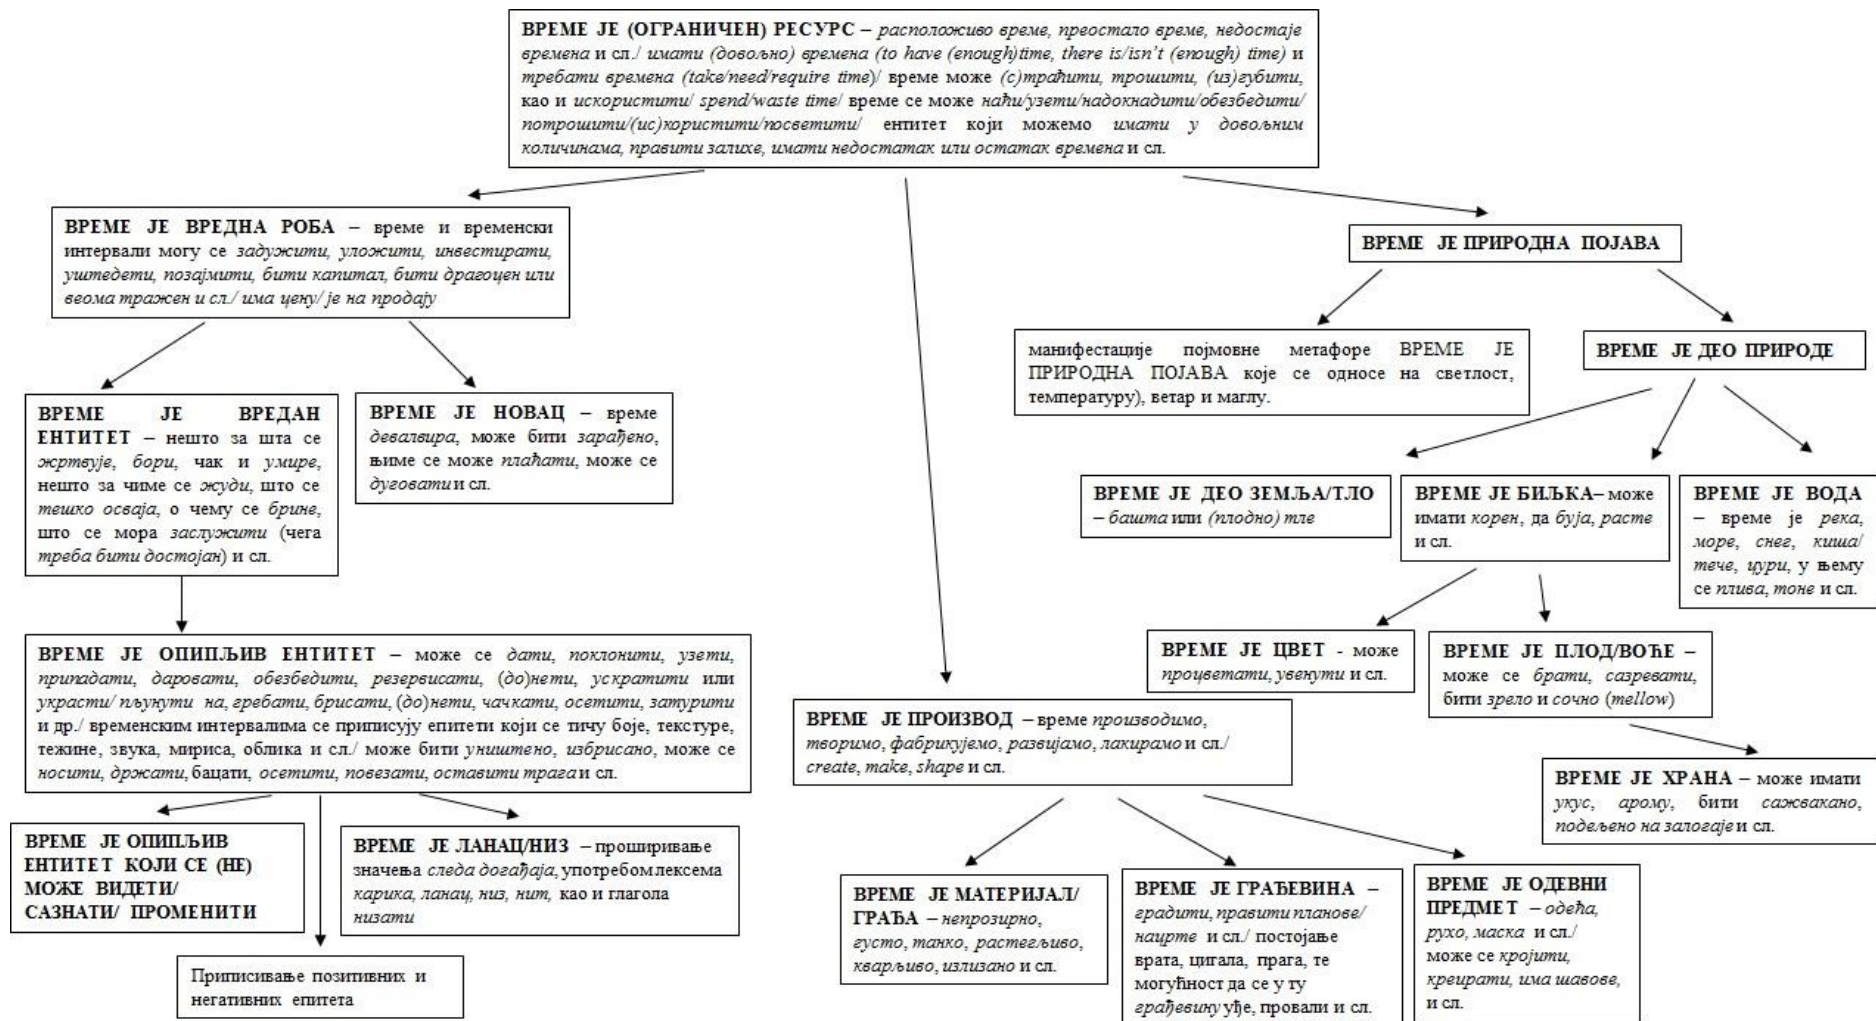 ВРЕМЕ ЈЕ (ОГРАНИЧЕН) РЕСУРС – расположиво време, преостало време, недостаје
времена и сл./ имати (довољно) времена (to have (enough)time, there is/isn’t (enough) time) и
требати времена (take/need/require time)/ време може (с)траћити, трошити, (из)губити,
као и искористити/ spend/waste time/ време се може наћи/узети/надокнадити/обезбедити/
потрошити/(ис)користити/посветити/ ентитет који можемо имати у довољним
количинама, правити залихе, имати недостатак или остатак времена и сл.
ВРЕМЕ ЈЕ ВРЕДНА РОБА – време и временски
интервали могу се задужити, уложити, инвестирати,
уштедети, позајмити, бити капитал, бити драгоцен или
веома тражен и сл./ има цену/ је на продају
ВРЕМЕ ЈЕ ПРИРОДНА ПОЈАВА
манифестације појмовне метафоре ВРЕМЕ ЈЕ
ПРИРОДНА ПОЈАВА које се односе на светлост,
температуру), ветар и маглу.
ВРЕМЕ ЈЕ ДЕО ПРИРОДЕ
ВРЕМЕ ЈЕ ВРЕДАН
ЕНТИТЕТ – нешто за шта се
жртвује, бори, чак и умире,
нешто за чиме се жуди, што се
тешко осваја, о чему се брине,
што се мора заслужити (чега
треба бити достојан) и сл.
ВРЕМЕ ЈЕ НОВАЦ – време
девалвира, може бити зарађено,
њиме се може плаћати, може се
дуговати и сл.
ВРЕМЕ ЈЕ ДЕО ЗЕМЉА/ТЛО
– башта или (плодно) тле
ВРЕМЕ ЈЕ БИЉКА– може
имати корен, да буја, расте
и сл.
ВРЕМЕ ЈЕ ВОДА
– време је река,
море, снег, киша/
тече, цури, у њему
се плива, тоне и сл.
ВРЕМЕ ЈЕ ОПИПЉИВ ЕНТИТЕТ – може се дати, поклонити, узети,
припадати, даровати, обезбедити, резервисати, (до)нети, ускратити или
украсти/ пљунути на, гребати, брисати, (до)нети, чачкати, осетити, затурити
и др./ временским интервалима се приписују епитети који се тичу боје, текстуре,
тежине, звука, мириса, облика и сл./ може бити уништено, избрисано, може се
носити, држати, бацати, осетити, повезати, оставити трага и сл.
ВРЕМЕ ЈЕ ЦВЕТ - може
процветати, увенути и сл.
ВРЕМЕ ЈЕ ПЛОД/ВОЋЕ –
може се брати, сазревати,
бити зрело и сочно (mellow)
ВРЕМЕ ЈЕ ПРОИЗВОД – време производимо,
творимо, фабрикујемо, развијамо, лакирамо и сл./
create, make, shape и сл.
ВРЕМЕ ЈЕ ХРАНА – може имати
укус, арому, бити сажвакано,
подељено на залогаје и сл.
ВРЕМЕ ЈЕ ОПИПЉИВ
ЕНТИТЕТ КОЈИ СЕ (НЕ)
МОЖЕ ВИДЕТИ/
САЗНАТИ/ ПРОМЕНИТИ
ВРЕМЕ ЈЕ ЛАНАЦ/НИЗ – проширивање
значења следа догађаја, употребом лексема
карика, ланац, низ, нит, као и глагола
низати
Приписивање позитивних и
негативних епитета
ВРЕМЕ ЈЕ МАТЕРИЈАЛ/
ГРАЂА – непрозирно,
густо, танко, растегљиво,
кварљиво, излизано и сл.
ВРЕМЕ ЈЕ ГРАЂЕВИНА –
градити, правити планове/
нацрте и сл./ постојање
врата, цигала, прага, те
могућност да се у ту
грађевину уђе, провали и сл.
ВРЕМЕ ЈЕ ОДЕВНИ
ПРЕДМЕТ – одећа,
рухо, маска и сл./
може се кројити,
креирати, има шавове,
и сл.